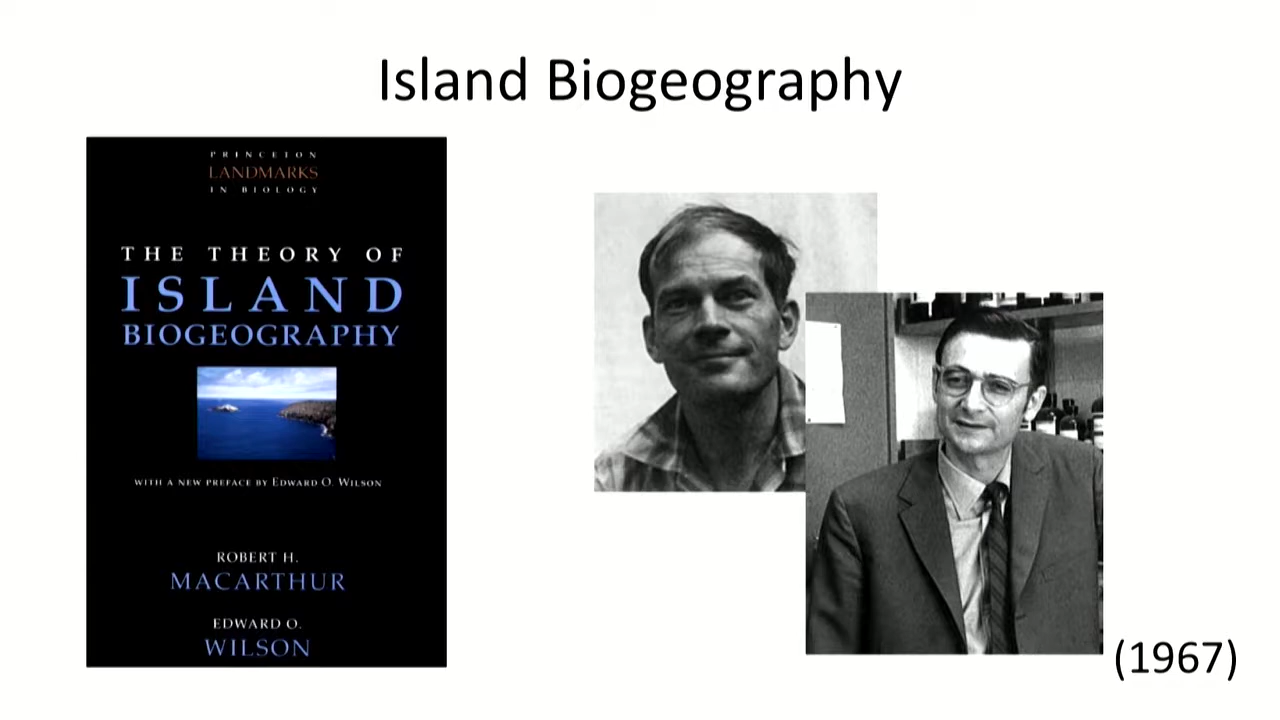 Island Biogeography
PRINCETON
LANDMARKS
IN BIOLOGY
THE THEORY OF
ISLAND
BIOGEOGRAPHY
WITH A NEW PREFACE BY EDWARD O. WILSON
ROBERT H.
MACARTHUR
EDWARD O.
WILSON
(1967)